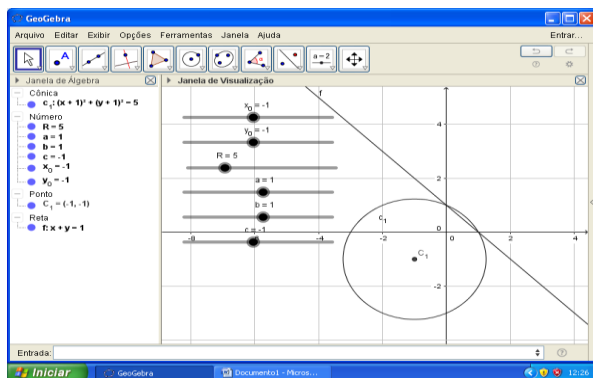 GeoGebra
Arquivo Editar Exibir Opções Ferramentas Janela Ajuda
Entrar...
A
a=2
Janela de Álgebra
Janela de Visualização
Cônica
c₁: (x + 1)² + (y + 1)² = 5
Número
R = 5
a = 1
b = 1
c = -1
x₀ = -1
y₀ = -1
Ponto
C₁ = (-1, -1)
Reta
f: x + y = 1
x₀ = -1
y₀ = -1
R = 5
a = 1
b = 1
c = -1
f
c₁
C₁
4
2
-8 -6 -4 -2 0 2 4
-2
Entrada:
Iniciar GeoGebra Documento1 - Micros... 12:26